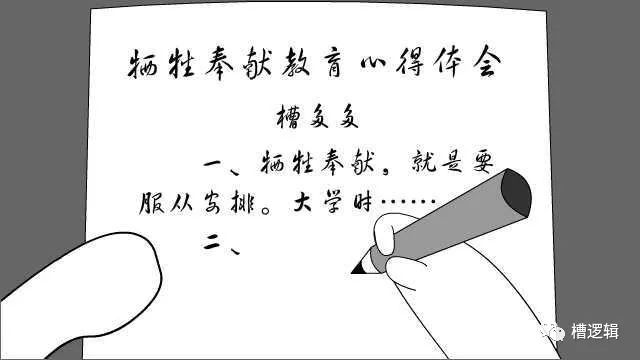 牺牲奉献教育心得体会
槽多多
一、牺牲奉献，就是要
服从安排。大学时……
二、
槽逻辑